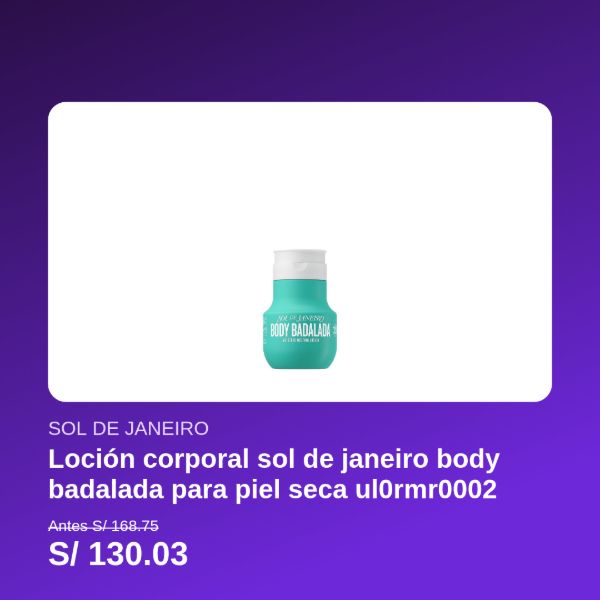 SOL DE JANEIRO
BODY BADALADA
SOL DE JANEIRO
Loción corporal sol de janeiro body
badalada para piel seca ul0rmr0002
Antes S/ 168.75
S/ 130.03